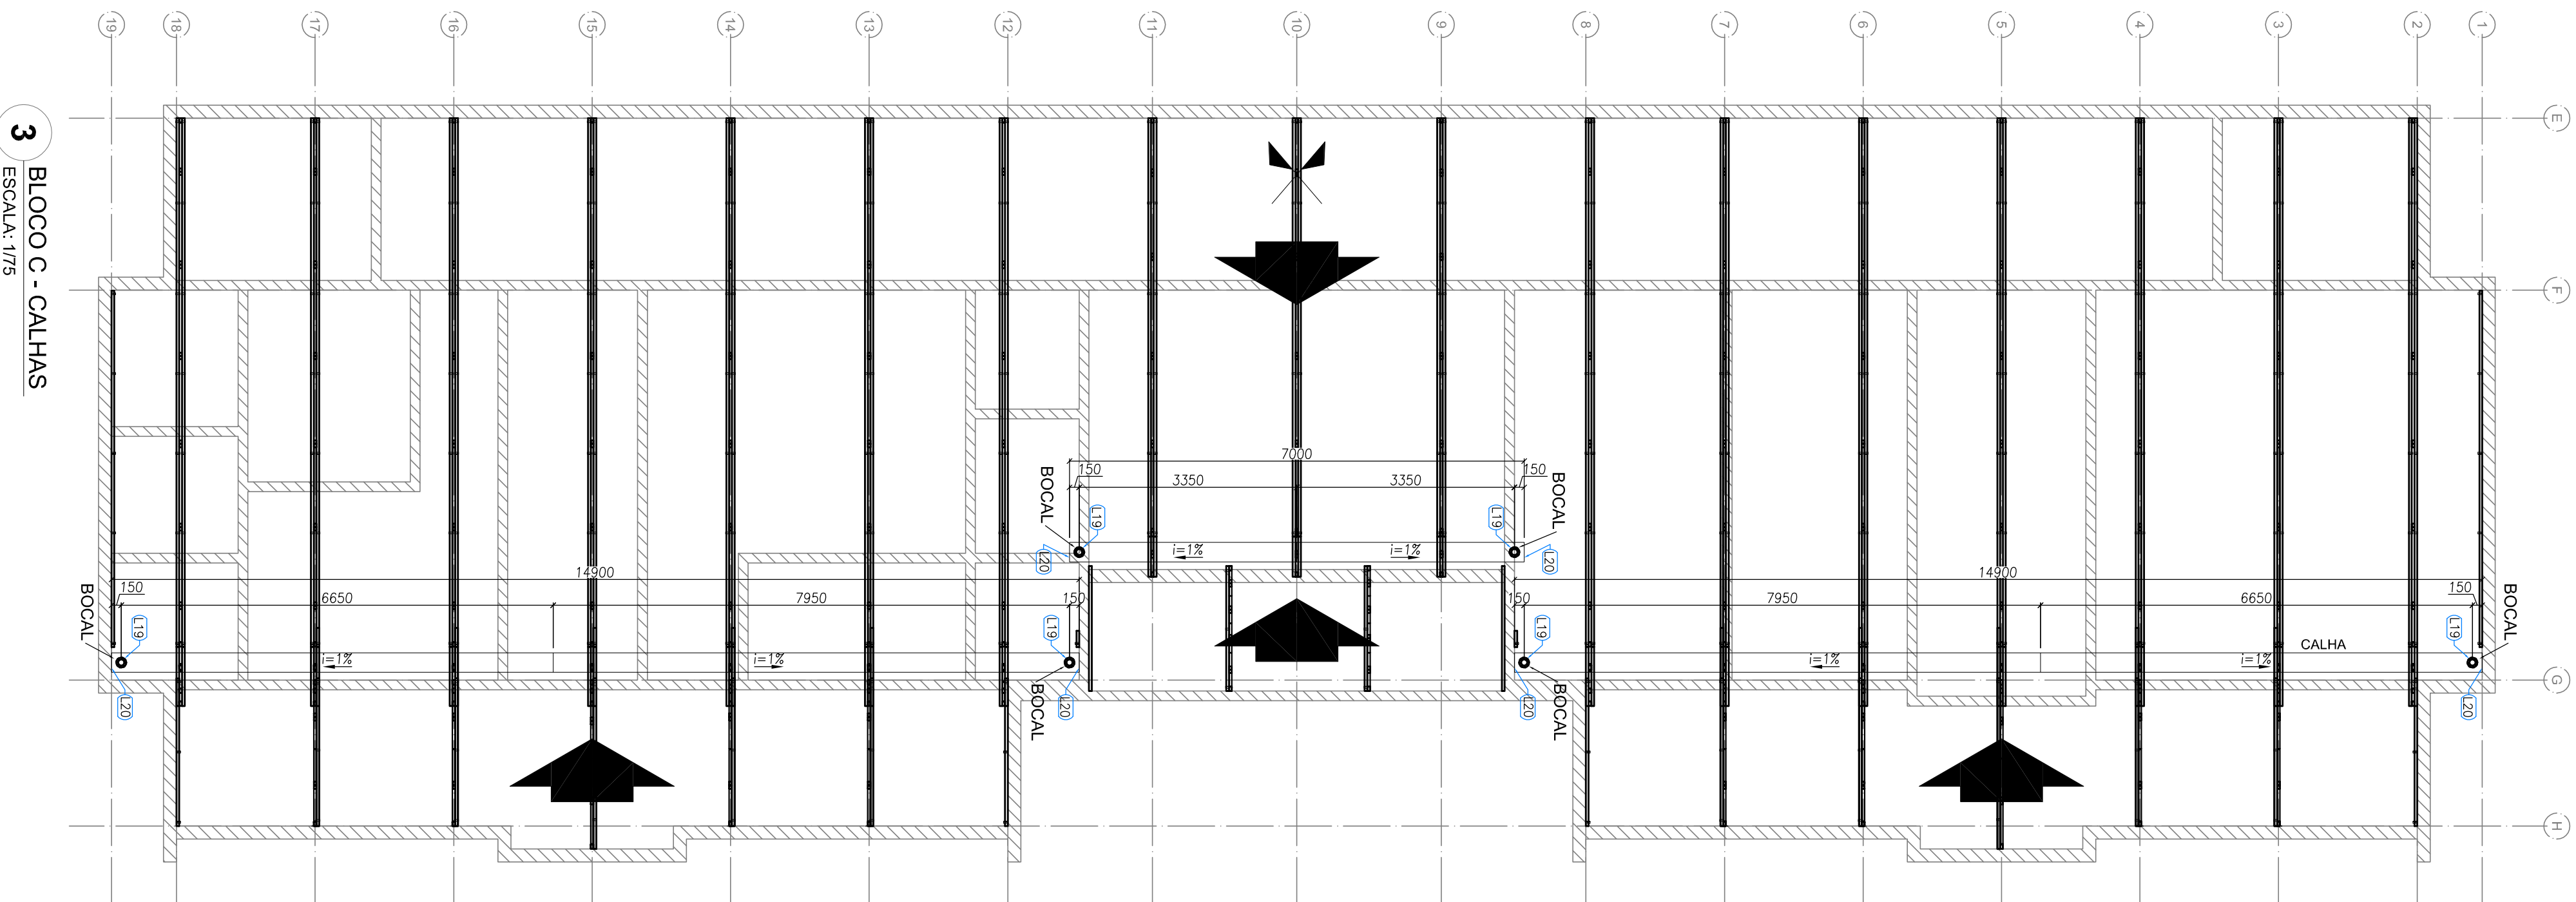 19
18
17
16
15
14
13
12
11
10
9
8
7
6
5
4
3
2
1
E
F
G
H
3
BLOCO C - CALHAS
ESCALA: 1/75
7000
150
3350
3350
150
BOCAL
BOCAL
L19
L19
L20
i=1%
i=1%
L20
14900
14900
150
6650
7950
150
150
7950
6650
150
BOCAL
L19
L19
L19
L19
BOCAL
i=1%
i=1%
i=1%
i=1%
CALHA
L20
BOCAL
L20
L20
BOCAL
L20